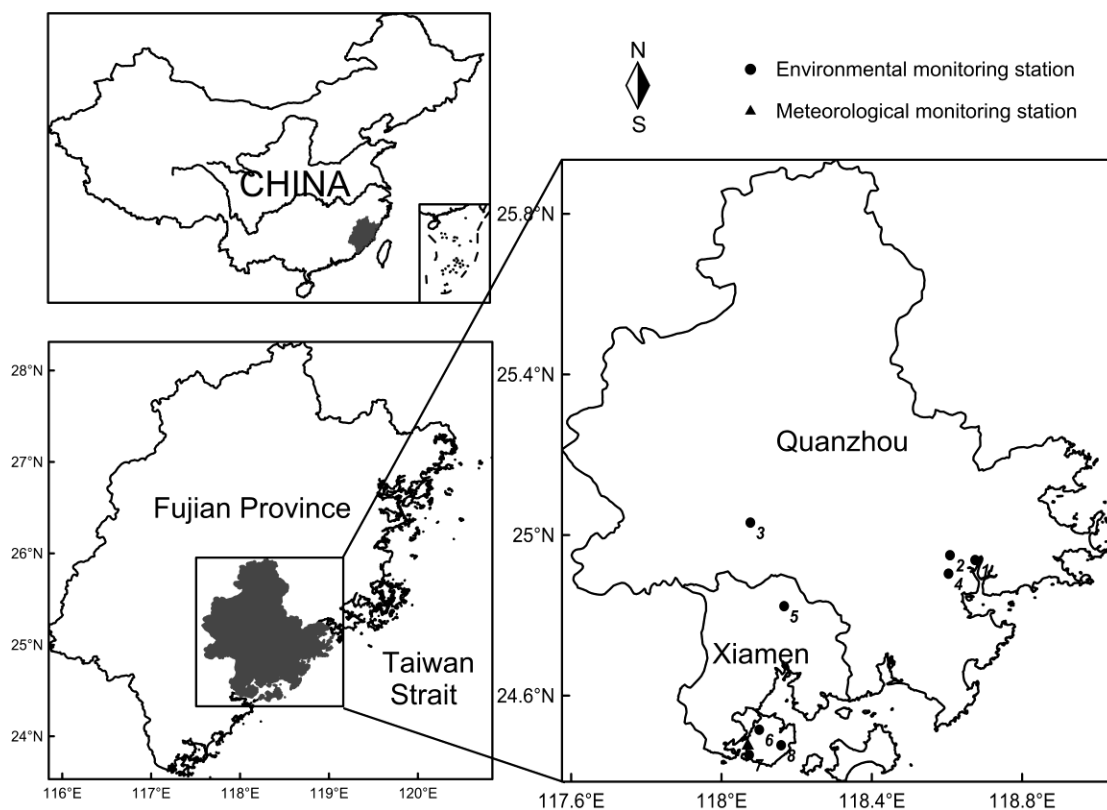 N
S
Environmental monitoring station
Meteorological monitoring station
CHINA
25.8°N
25.4°N
25°N
24.6°N
Quanzhou
Xiamen
3
2
1
4
5
6
8
7
117.6°E
118°E
118.4°E
118.8°E
28°N
27°N
26°N
25°N
24°N
Fujian Province
Taiwan
Strait
116°E
117°E
118°E
119°E
120°E